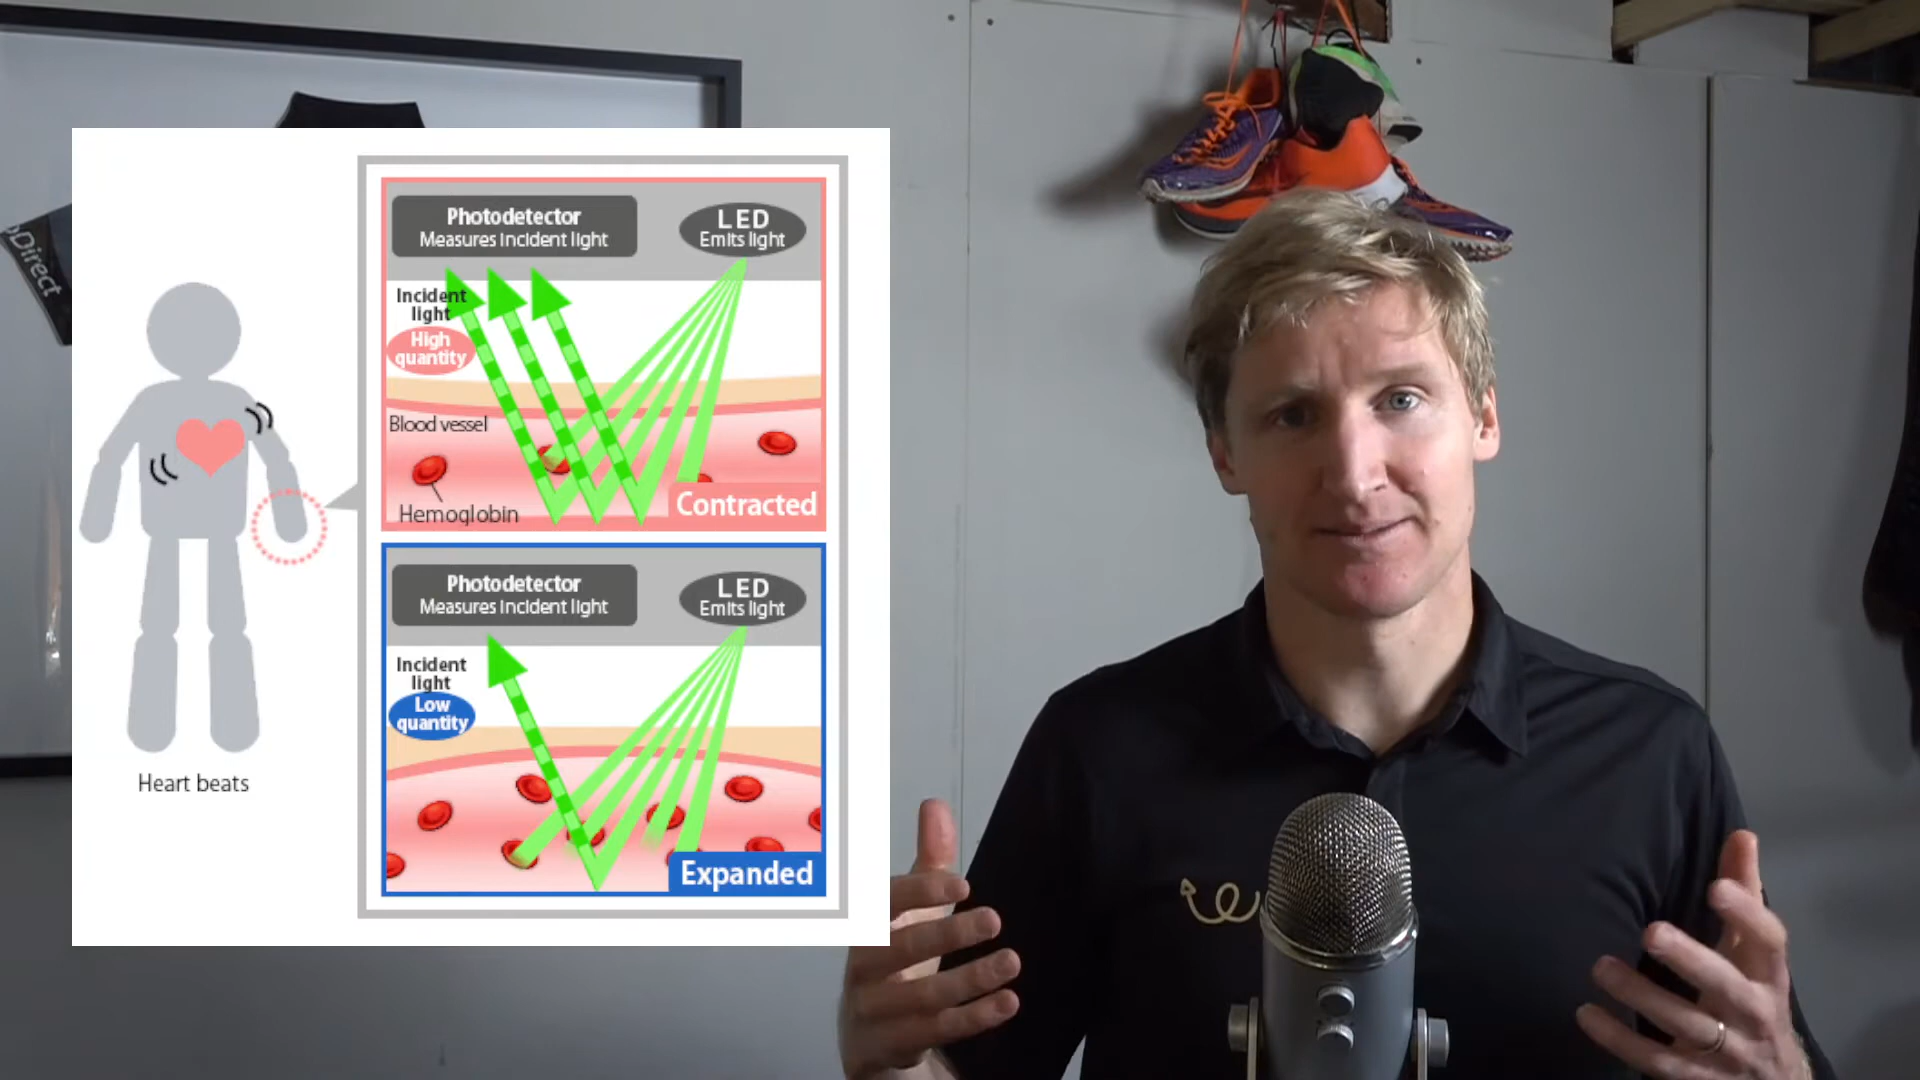 Direct
Photodetector
Measures incident light
LED
Emits light
Incident
light
High
quantity
Blood vessel
Hemoglobin
Contracted
Photodetector
Measures incident light
LED
Emits light
Incident
light
Low
quantity
Expanded
Heart beats